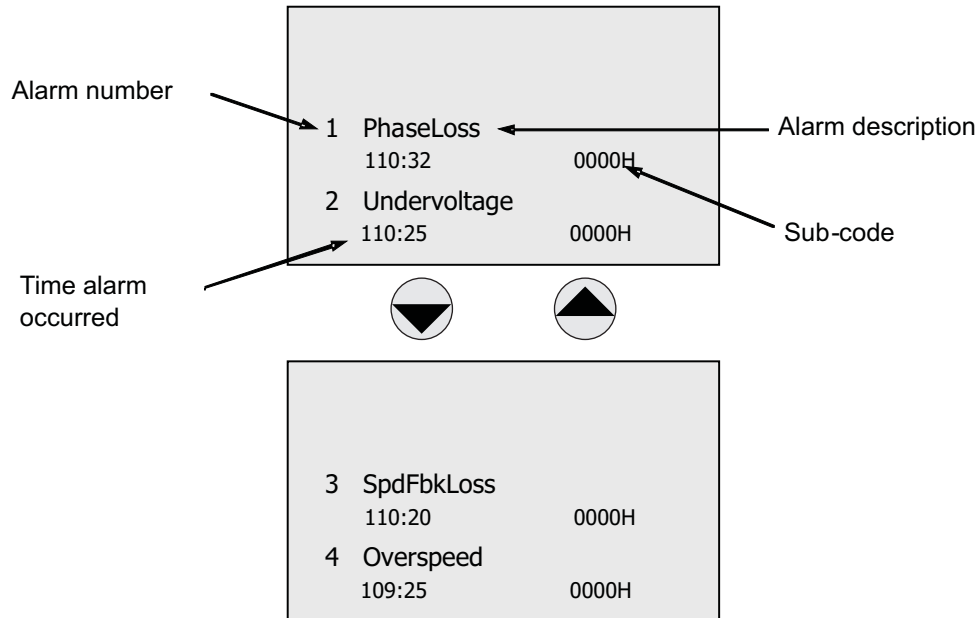 Alarm number
1 PhaseLoss
Alarm description
110:32 0000H
2 Undervoltage
110:25 0000H
Sub-code
Time alarm
occurred
3 SpdFbkLoss
110:20 0000H
4 Overspeed
109:25 0000H